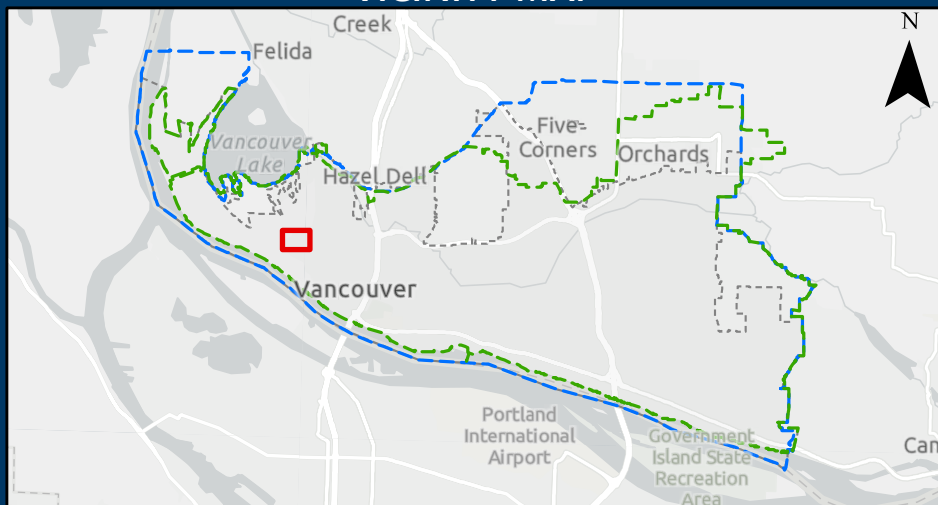 Creek
N
Felida
Vancouver
Lake
Five-
Corners
Orchards
Hazel Dell
Vancouver
Portland
International
Airport
Government
Island State
Recreation
Area